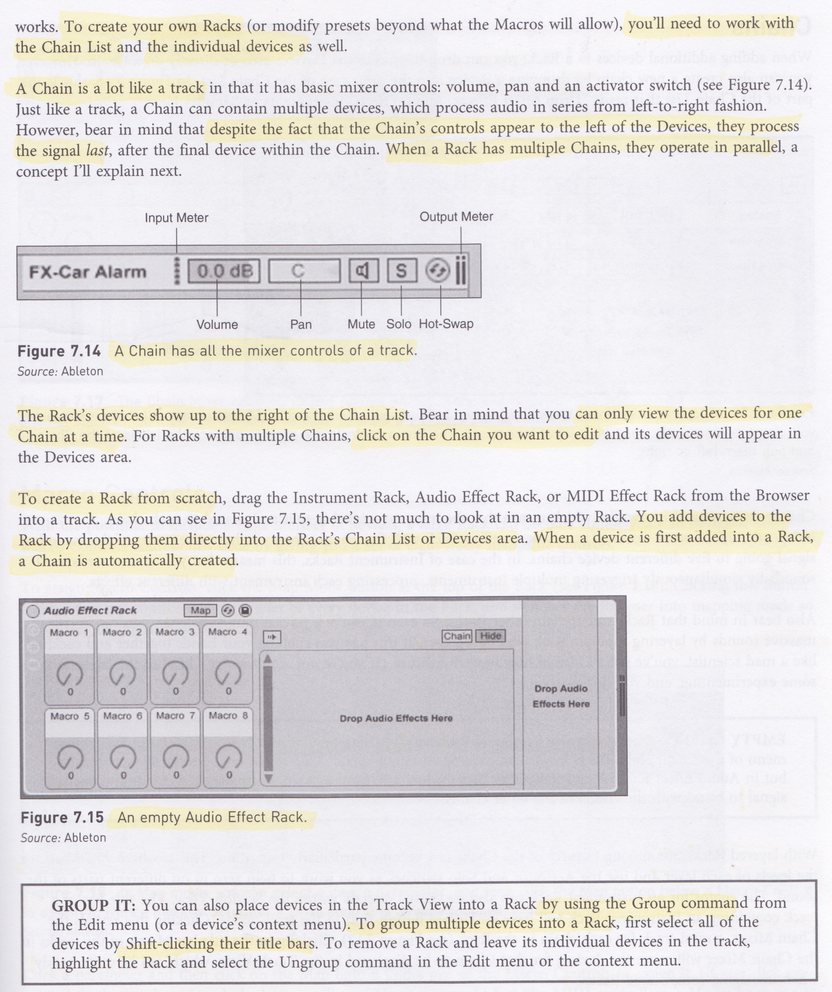 works. To create your own Racks (or modify presets beyond what the Macros will allow), you'll need to work with
the Chain List and the individual devices as well.
A Chain is a lot like a track in that it has basic mixer controls: volume, pan and an activator switch (see Figure 7.14).
Just like a track, a Chain can contain multiple devices, which process audio in series from left-to-right fashion.
However, bear in mind that despite the fact that the Chain's controls appear to the left of the Devices, they process
the signal last, after the final device within the Chain. When a Rack has multiple Chains, they operate in parallel, a
concept I'll explain next.
Input Meter
Output Meter
FX-Car Alarm 0.0 dB C S
Volume Pan Mute Solo Hot-Swap
Figure 7.14 A Chain has all the mixer controls of a track.
Source: Ableton
The Rack's devices show up to the right of the Chain List. Bear in mind that you can only view the devices for one
Chain at a time. For Racks with multiple Chains, click on the Chain you want to edit and its devices will appear in
the Devices area.
To create a Rack from scratch, drag the Instrument Rack, Audio Effect Rack, or MIDI Effect Rack from the Browser
into a track. As you can see in Figure 7.15, there's not much to look at in an empty Rack. You add devices to the
Rack by dropping them directly into the Rack's Chain List or Devices area. When a device is first added into a Rack,
a Chain is automatically created.
Audio Effect Rack Map
Macro 1 Macro 2 Macro 3 Macro 4
Chain Hide
0 0 0 0
Drop Audio
Effects Here
Macro 5 Macro 6 Macro 7 Macro 8
Drop Audio Effects Here
0 0 0 0
Figure 7.15 An empty Audio Effect Rack.
Source: Ableton
GROUP IT: You can also place devices in the Track View into a Rack by using the Group command from
the Edit menu (or a device's context menu). To group multiple devices into a Rack, first select all of the
devices by Shift-clicking their title bars. To remove a Rack and leave its individual devices in the track,
highlight the Rack and select the Ungroup command in the Edit menu or the context menu.